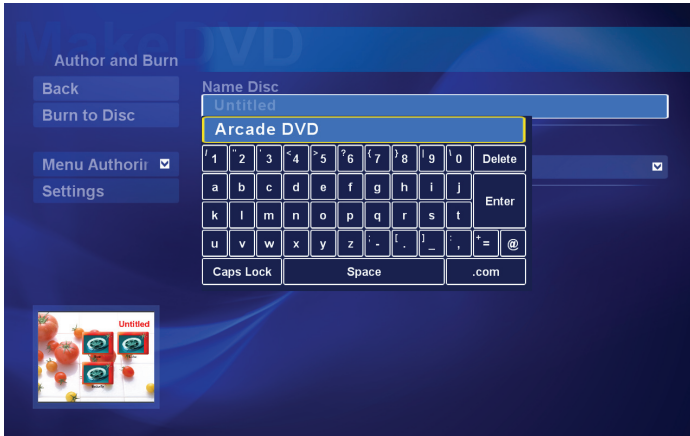 MakeDVD
Author and Burn
Back
Burn to Disc
Menu Authorir
Settings
Name Disc
Untitled
Arcade DVD
! 1 " 2 ' 3 < 4 > 5 ? 6 { 7 } 8 | 9 \ 0 Delete
a b c d e f g h i j
Enter
k l m n o p q r s t
u v w x y z ; - [ . ] _ : , + = @
Caps Lock Space .com
Untitled